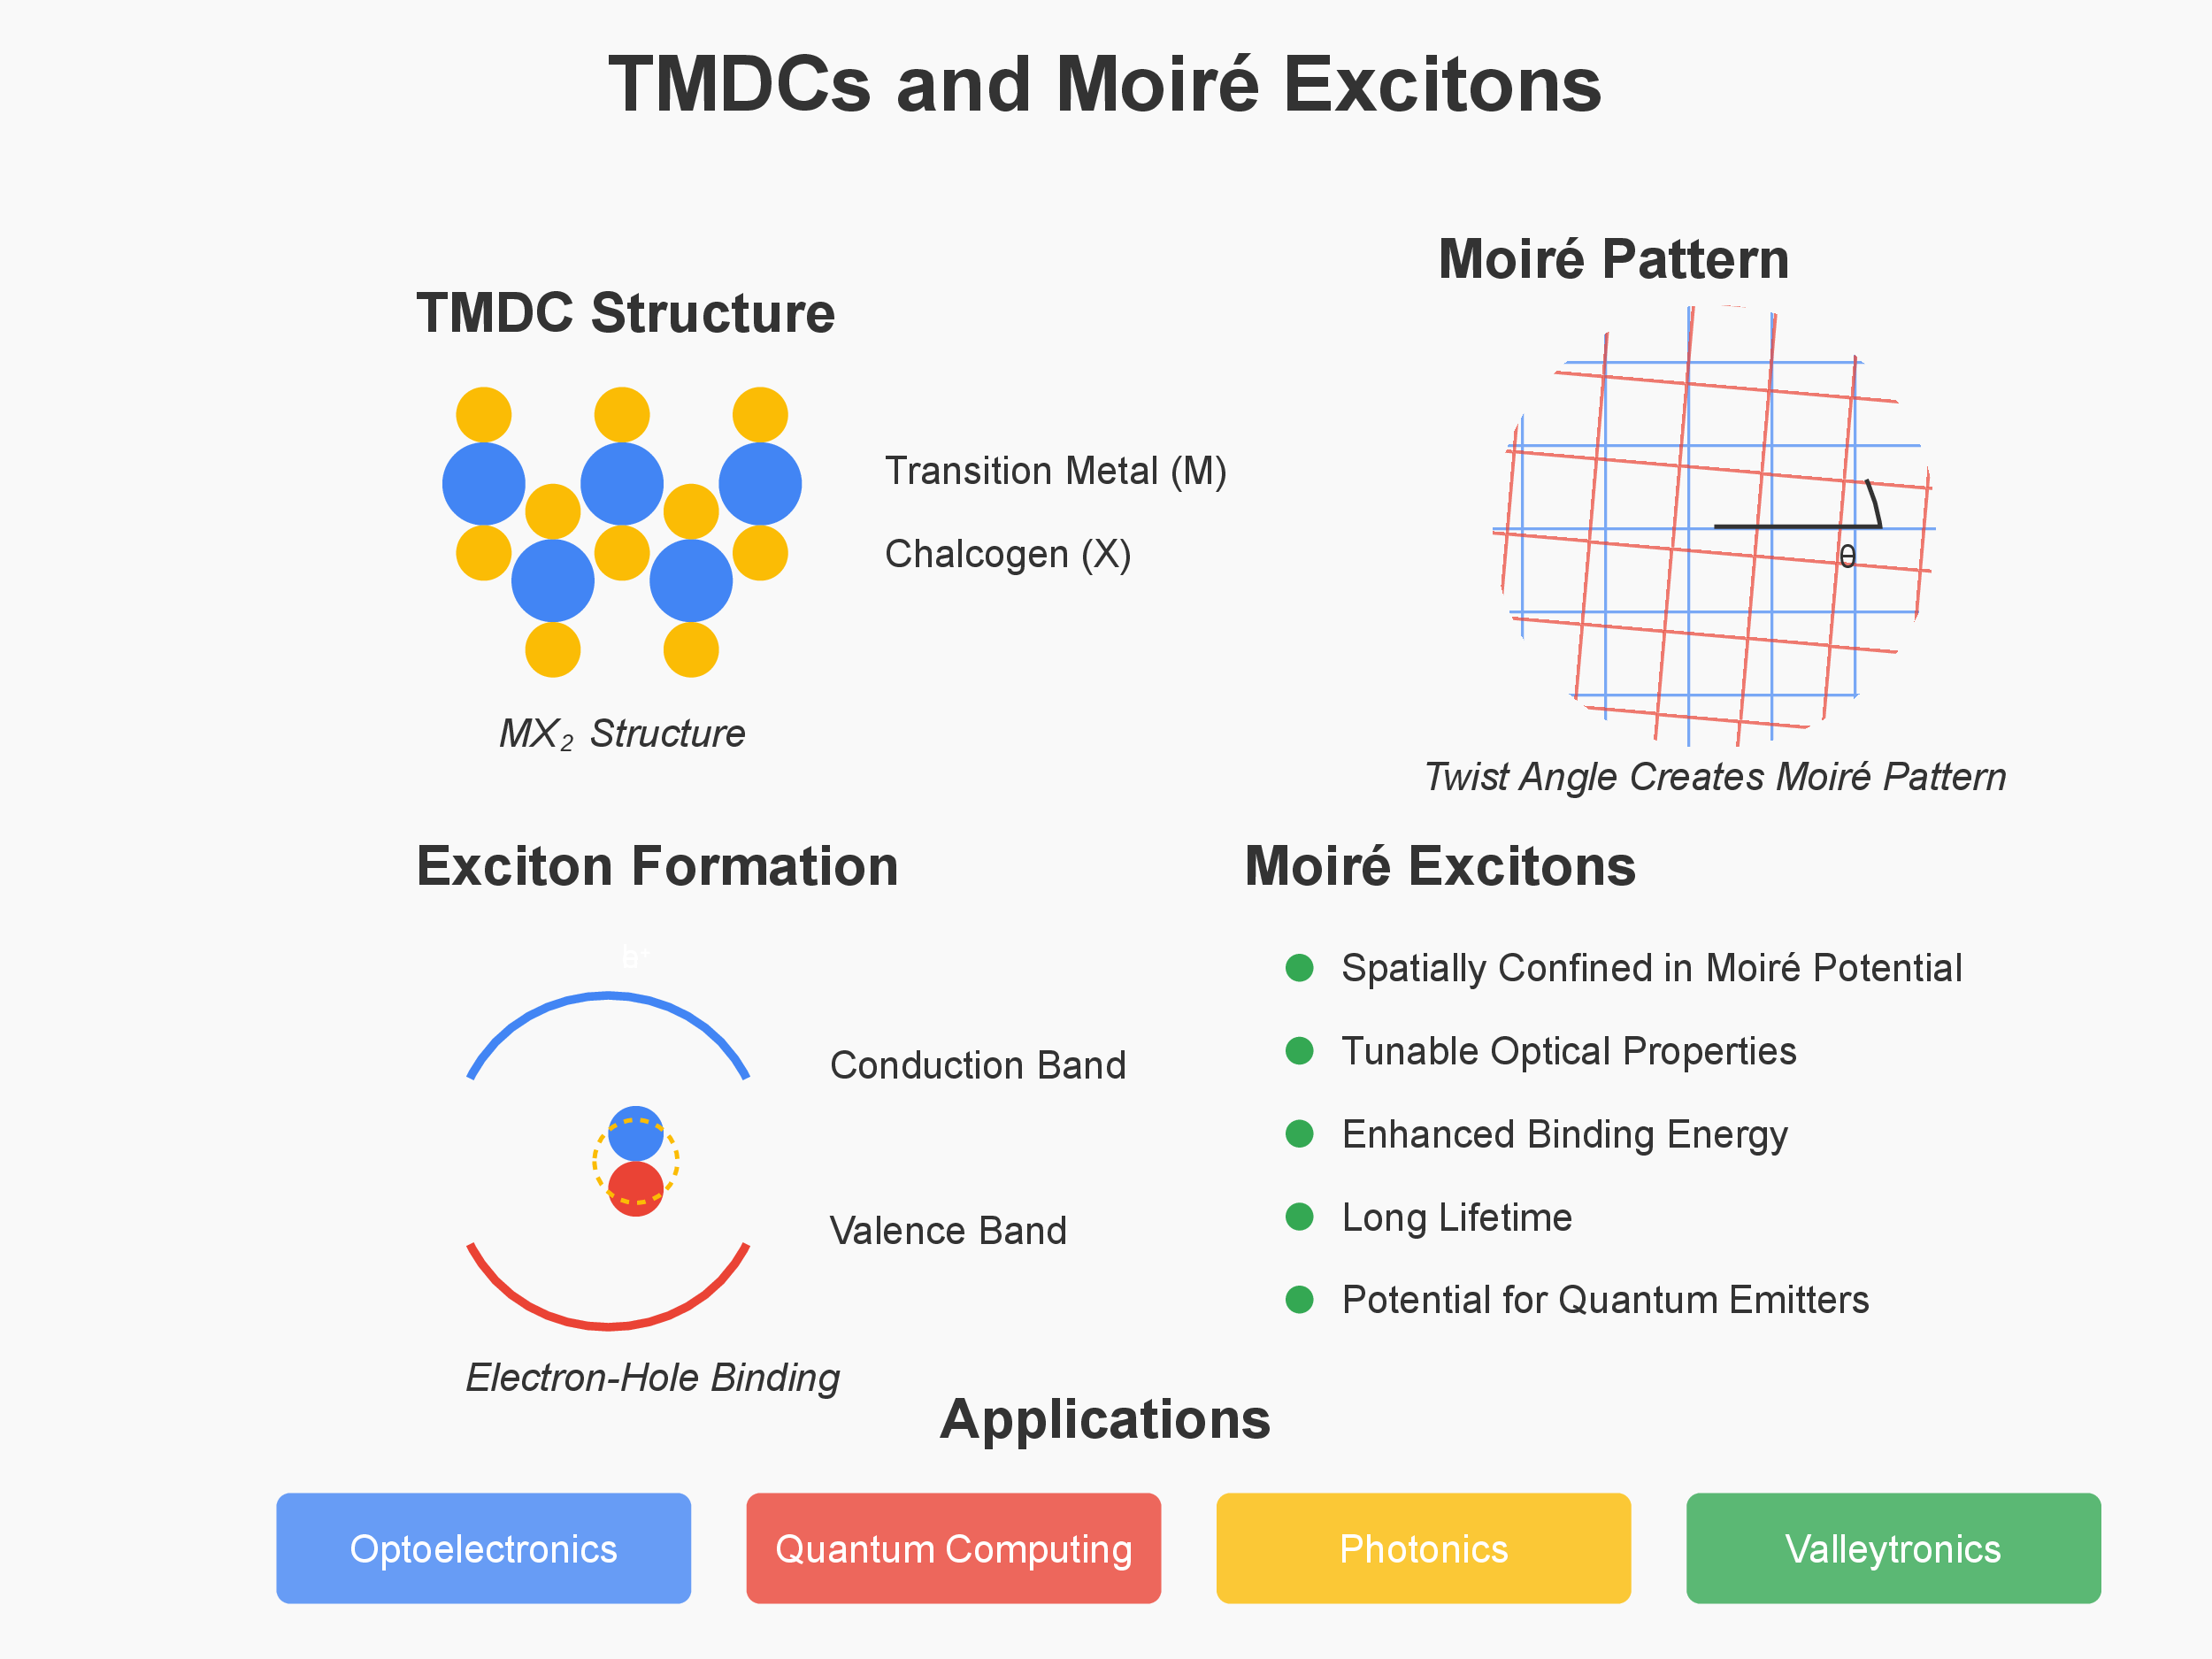 TMDCs and Moiré Excitons
TMDC Structure
Transition Metal (M)
Chalcogen (X)
MX₂ Structure
Moiré Pattern
θ
Twist Angle Creates Moiré Pattern
Exciton Formation
Conduction Band
Valence Band
Electron-Hole Binding
Moiré Excitons
Spatially Confined in Moiré Potential
Tunable Optical Properties
Enhanced Binding Energy
Long Lifetime
Potential for Quantum Emitters
Applications
Optoelectronics
Quantum Computing
Photonics
Valleytronics